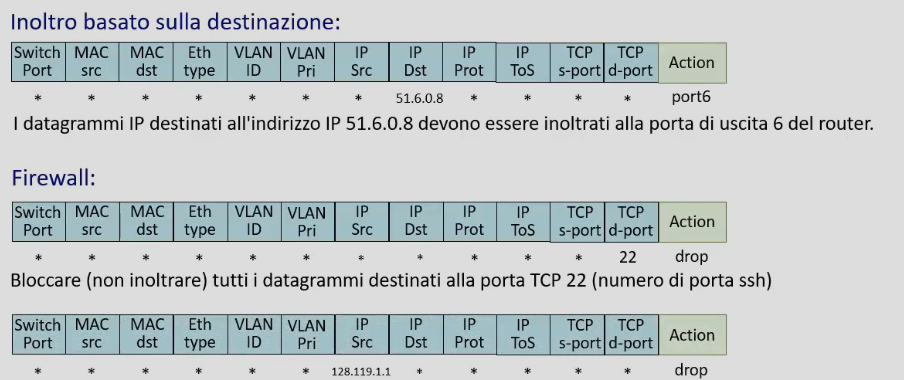 Inoltro basato sulla destinazione:
Switch Port MAC src MAC dst Eth type VLAN ID VLAN Pri IP Src IP Dst IP Prot IP ToS TCP s-port TCP d-port Action
* * * * * * * 51.6.0.8 * * * * port6
I datagrammi IP destinati all'indirizzo IP 51.6.0.8 devono essere inoltrati alla porta di uscita 6 del router.
Firewall:
Switch Port MAC src MAC dst Eth type VLAN ID VLAN Pri IP Src IP Dst IP Prot IP ToS TCP s-port TCP d-port Action
* * * * * * * * * * * 22 drop
Bloccare (non inoltrare) tutti i datagrammi destinati alla porta TCP 22 (numero di porta ssh)
Switch Port MAC src MAC dst Eth type VLAN ID VLAN Pri IP Src IP Dst IP Prot IP ToS TCP s-port TCP d-port Action
* * * * * * 128.119.1.1 * * * * * drop